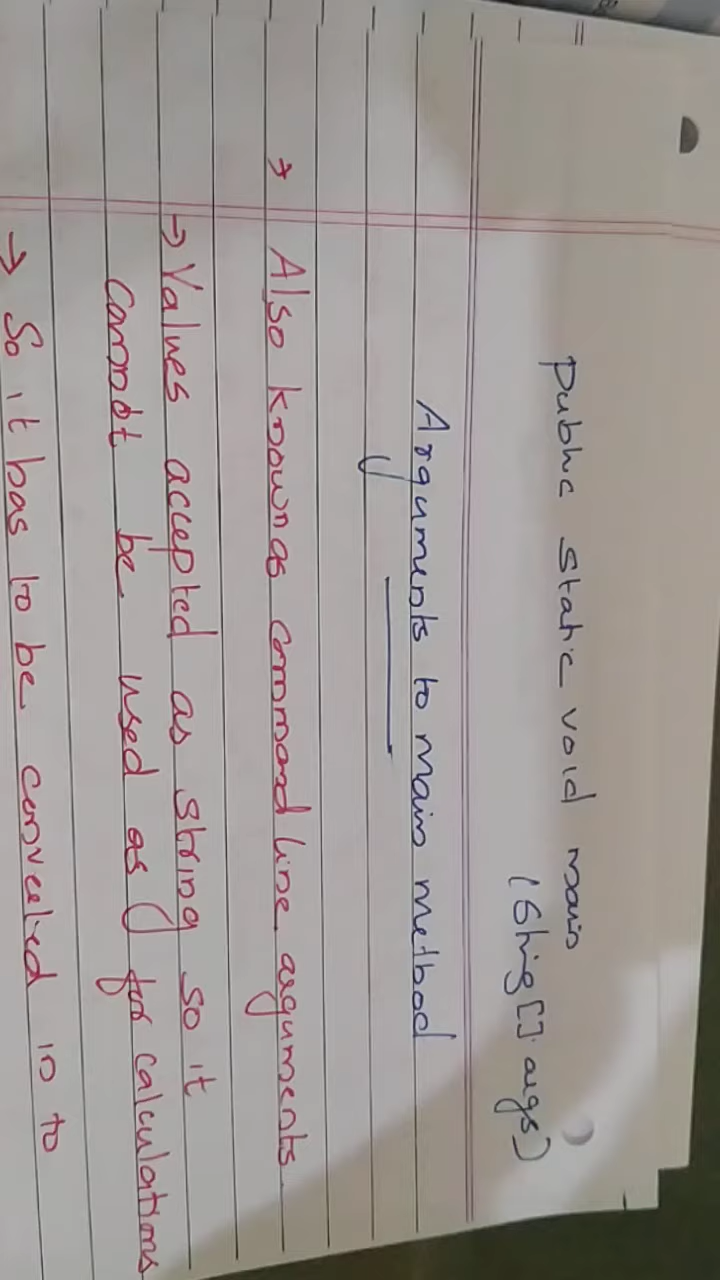 public static void main
(String[] args)
Arguments to main method
→ Also known as command line arguments.
→ Values accepted as string so it
cannot be used as for calculations
→ So it has to be converted in to